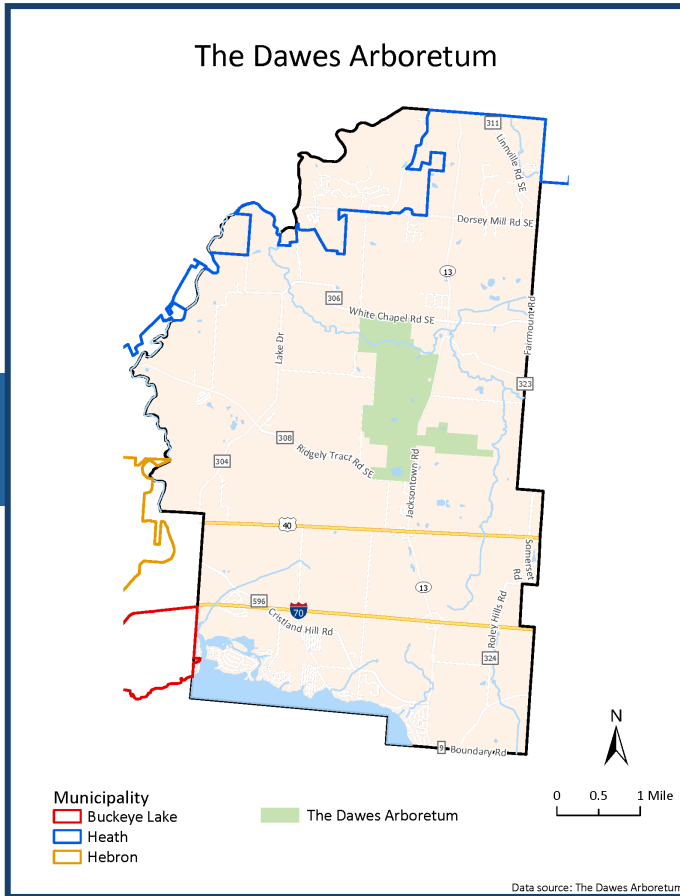 The Dawes Arboretum
311
Linnville Rd SE
Dorsey Mill Rd SE
13
306
White Chapel Rd SE
Fairmount Rd
Lake Dr
323
308
Ridgely Tract Rd SE
304
Jacksontown Rd
40
Somerset Rd
13
596
70
Cristland Hill Rd
Roley Hills Rd
324
9
Boundary Rd
N
Municipality
Buckeye Lake
Heath
Hebron
The Dawes Arboretum
0 0.5 1 Mile
Data source: The Dawes Arboretum